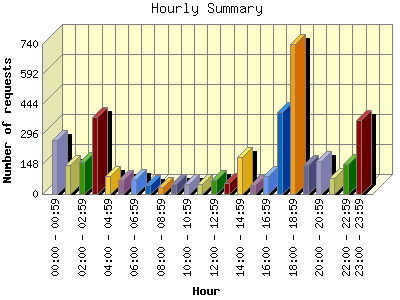 Hourly Summary
Number of requests
740
592
444
296
148
0
00:00 - 00:59
02:00 - 02:59
04:00 - 04:59
06:00 - 06:59
08:00 - 08:59
10:00 - 10:59
12:00 - 12:59
14:00 - 14:59
16:00 - 16:59
18:00 - 18:59
20:00 - 20:59
22:00 - 22:59
23:00 - 23:59
Hour